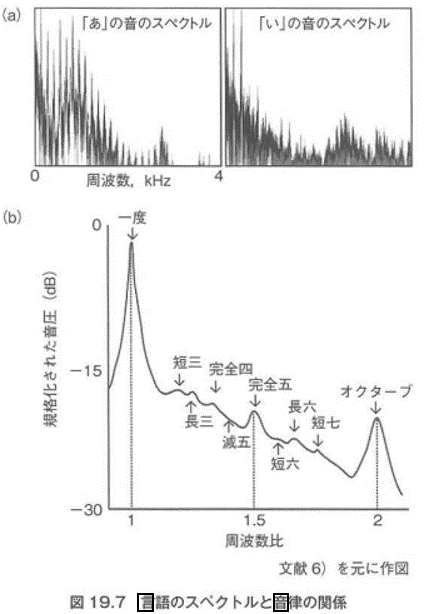 (a)
「あ」の音のスペクトル
「い」の音のスペクトル
0
4
周波数, kHz
(b)
0
一度
短三
完全四
完全五
オクターブ
-15
長六
短七
長三
減五
短六
規格化された音圧 (dB)
-30
1
1.5
2
周波数比
文献 6) を元に作図
図 19.7 言語のスペクトルと音律の関係